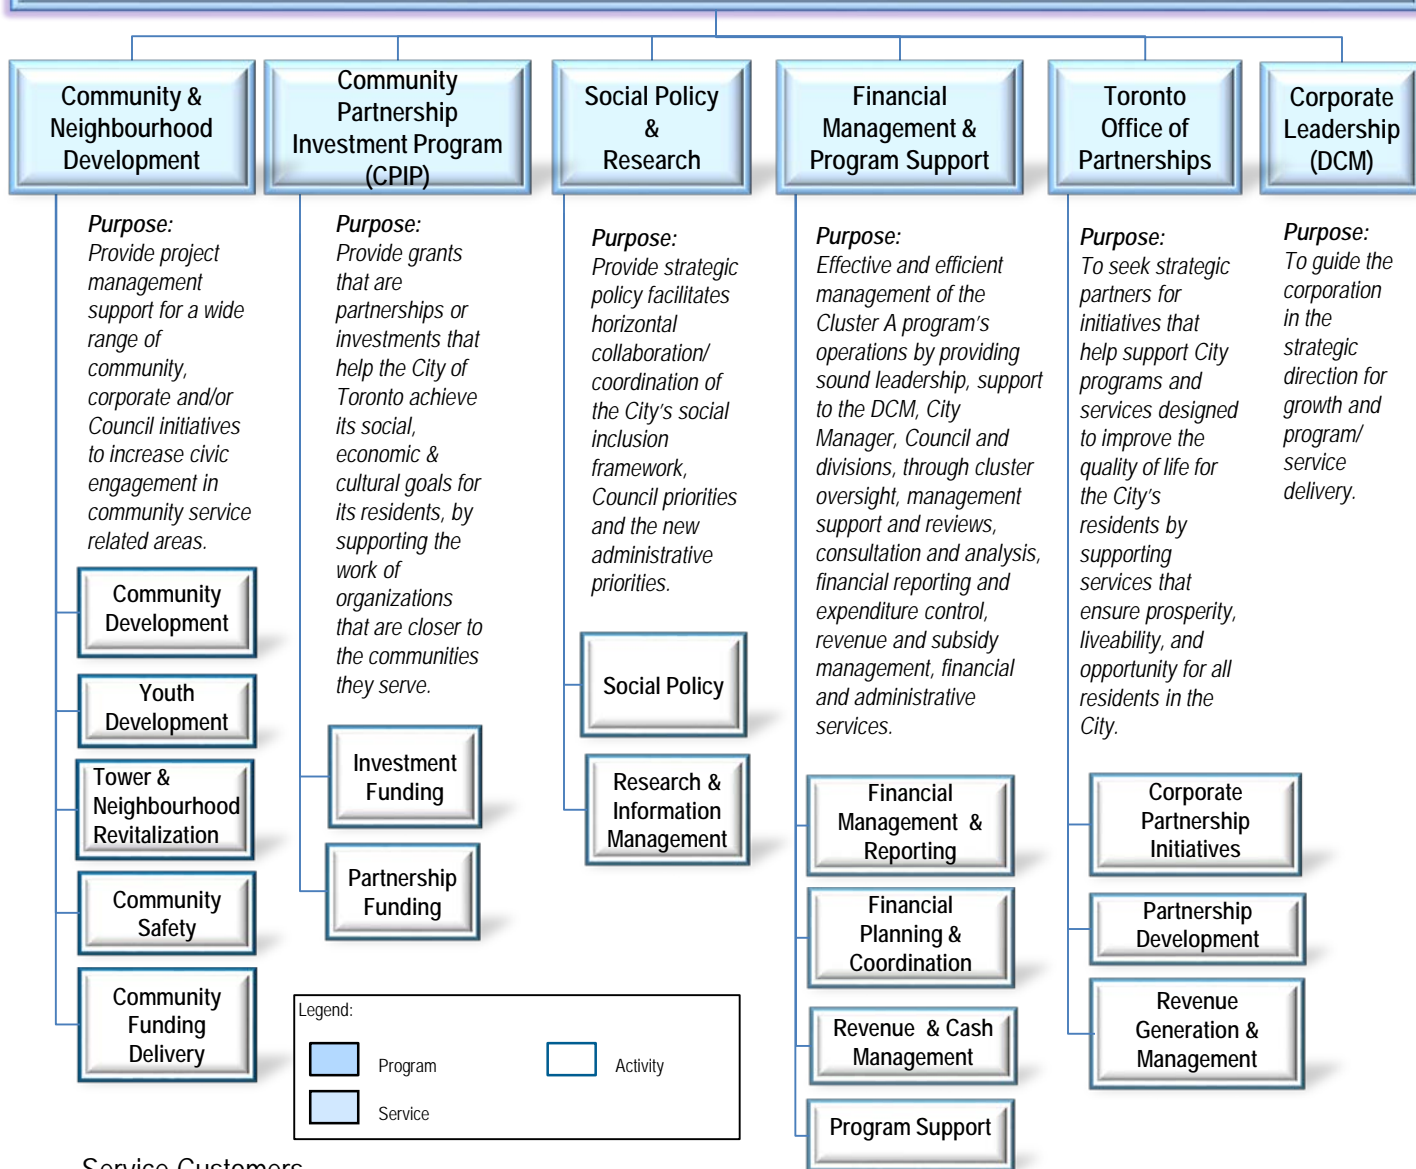 Community &
Neighbourhood
Development
Community
Partnership
Investment Program
(CPIP)
Social Policy
&
Research
Financial
Management &
Program Support
Toronto
Office of
Partnerships
Corporate
Leadership
(DCM)
Purpose:
Provide project
management
support for a wide
range of
community,
corporate and/or
Council initiatives
to increase civic
engagement in
community service
related areas.
Community
Development
Youth
Development
Tower &
Neighbourhood
Revitalization
Community
Safety
Community
Funding
Delivery
Purpose:
Provide grants
that are
partnerships or
investments that
help the City of
Toronto achieve
its social,
economic &
cultural goals for
its residents, by
supporting the
work of
organizations
that are closer to
the communities
they serve.
Investment
Funding
Partnership
Funding
Purpose:
Provide strategic
policy facilitates
horizontal
collaboration/
coordination of
the City's social
inclusion
framework,
Council priorities
and the new
administrative
priorities.
Social Policy
Research &
Information
Management
Purpose:
Effective and efficient
management of the
Cluster A program's
operations by providing
sound leadership, support
to the DCM, City
Manager, Council and
divisions, through cluster
oversight, management
support and reviews,
consultation and analysis,
financial reporting and
expenditure control,
revenue and subsidy
management, financial
and administrative
services.
Financial
Management &
Reporting
Financial
Planning &
Coordination
Revenue & Cash
Management
Program Support
Purpose:
To seek strategic
partners for
initiatives that
help support City
programs and
services designed
to improve the
quality of life for
the City's
residents by
supporting
services that
ensure prosperity,
liveability, and
opportunity for all
residents in the
City.
Corporate
Partnership
Initiatives
Partnership
Development
Revenue
Generation &
Management
Purpose:
To guide the
corporation
in the
strategic
direction for
growth and
program/
service
delivery.
Legend:
Program
Activity
Service
Service Customers